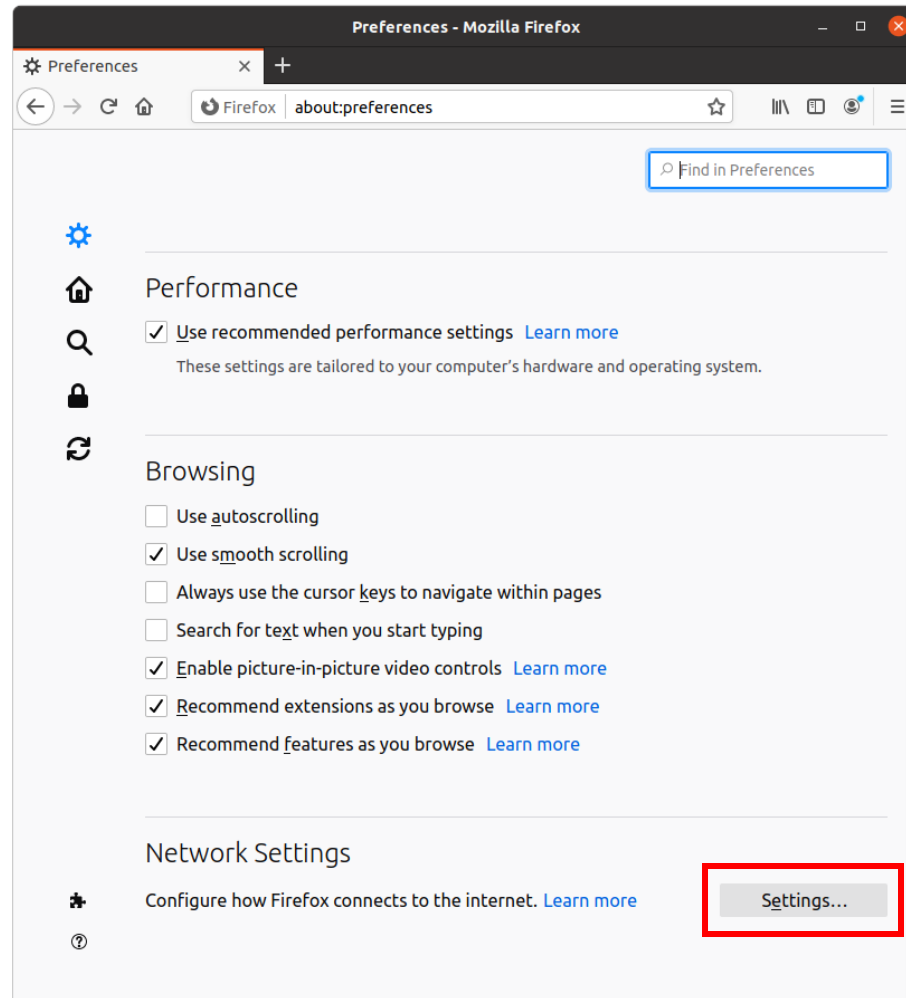 Preferences - Mozilla Firefox
Preferences
Firefox about:preferences
Find in Preferences
Performance
Use recommended performance settings Learn more
These settings are tailored to your computer's hardware and operating system.
Browsing
Use autoscrolling
Use smooth scrolling
Always use the cursor keys to navigate within pages
Search for text when you start typing
Enable picture-in-picture video controls Learn more
Recommend extensions as you browse Learn more
Recommend features as you browse Learn more
Network Settings
Configure how Firefox connects to the internet. Learn more Settings...